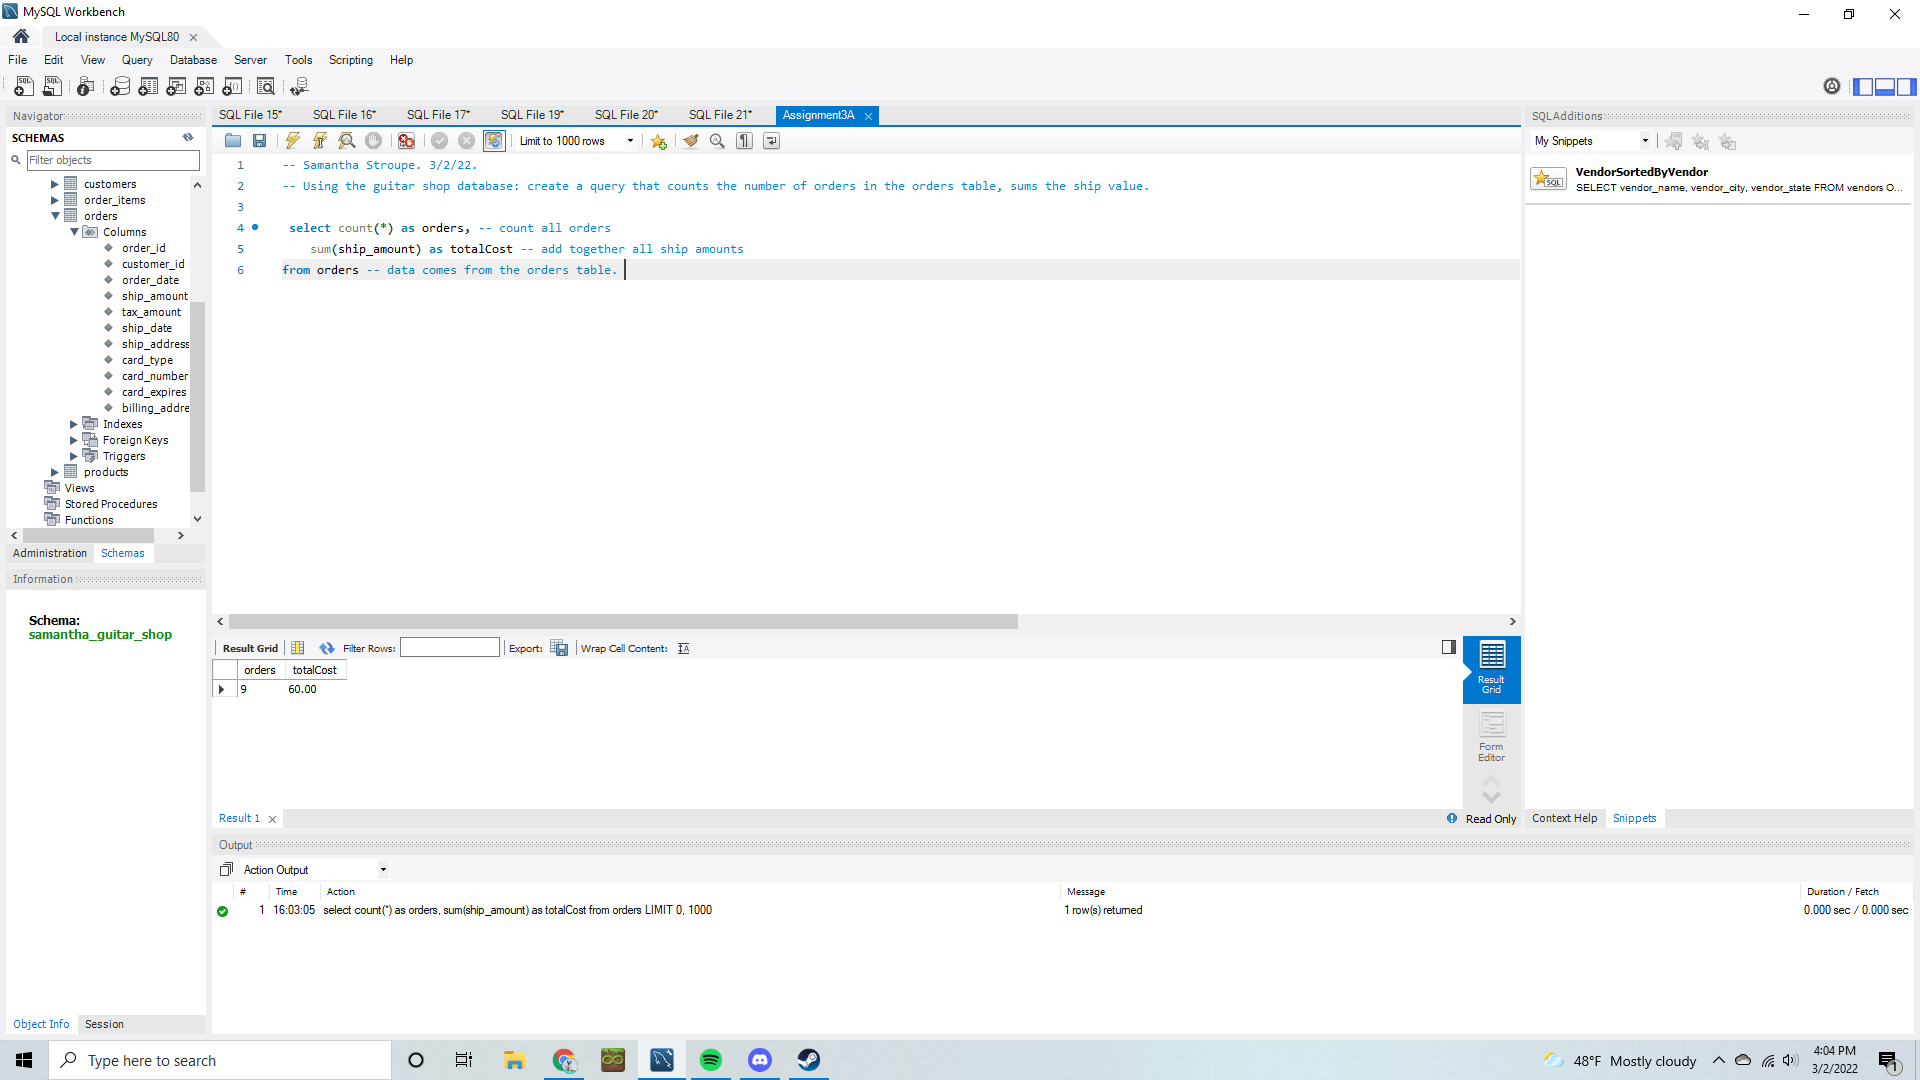 MySQL Workbench
Local instance MySQL80
File Edit View Query Database Server Tools Scripting Help
Navigator
SCHEMAS
Filter objects
customers
order_items
orders
Columns
order_id
customer_id
order_date
ship_amount
tax_amount
ship_date
ship_address
card_type
card_number
card_expires
billing_addre
Indexes
Foreign Keys
Triggers
products
Views
Stored Procedures
Functions
Administration Schemas
Information
Schema:
samantha_guitar_shop
Object Info Session
SQL File 15* SQL File 16* SQL File 17* SQL File 19* SQL File 20* SQL File 21* Assignment3A
Limit to 1000 rows
1 -- Samantha Stroupe. 3/2/22.
2 -- Using the guitar shop database: create a query that counts the number of orders in the orders table, sums the ship value.
3
4 select count(*) as orders, -- count all orders
5 sum(ship_amount) as totalCost -- add together all ship amounts
6 from orders -- data comes from the orders table.
Result Grid Filter Rows: Export: Wrap Cell Content:
orders totalCost
9 60.00
Result Grid
Form Editor
Result 1
Read Only
Output
Action Output
# Time Action Message Duration / Fetch
1 16:03:05 select count(*) as orders, sum(ship_amount) as totalCost from orders LIMIT 0, 1000 1 row(s) returned 0.000 sec / 0.000 sec
SQLAdditions
My Snippets
SQL
VendorSortedByVendor
SELECT vendor_name, vendor_city, vendor_state FROM vendors O...
Context Help Snippets
Type here to search
48°F Mostly cloudy
4:04 PM
3/2/2022
1